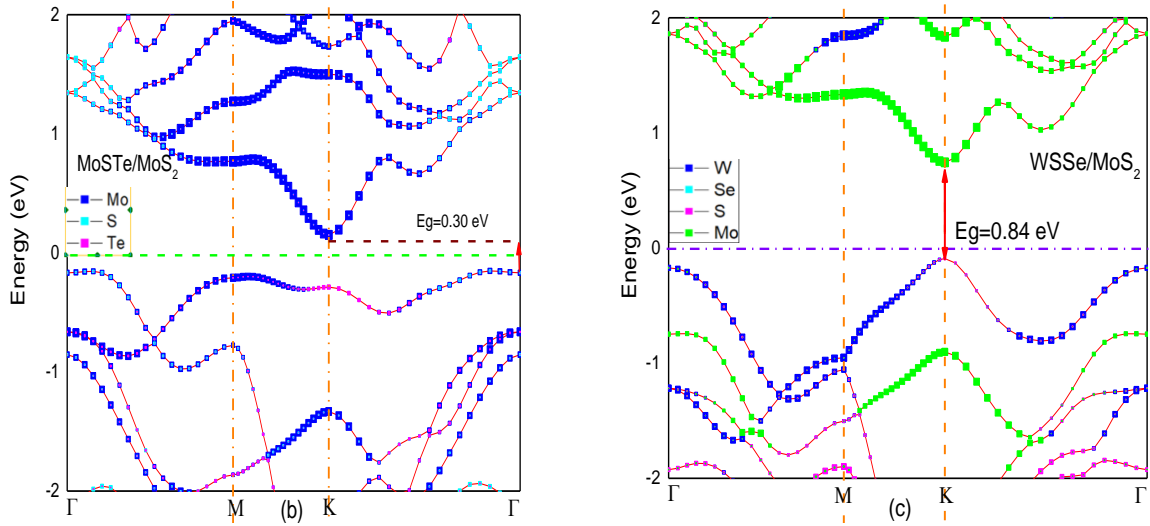 Energy (eV)
2
1
0
-1
-2
MoSTe/MoS2
Mo
S
Te
Eg=0.30 eV
Γ
M
K
Γ
(b)
Energy (eV)
2
1
0
-1
-2
WSSe/MoS2
W
Se
S
Mo
Eg=0.84 eV
Γ
M
K
Γ
(c)